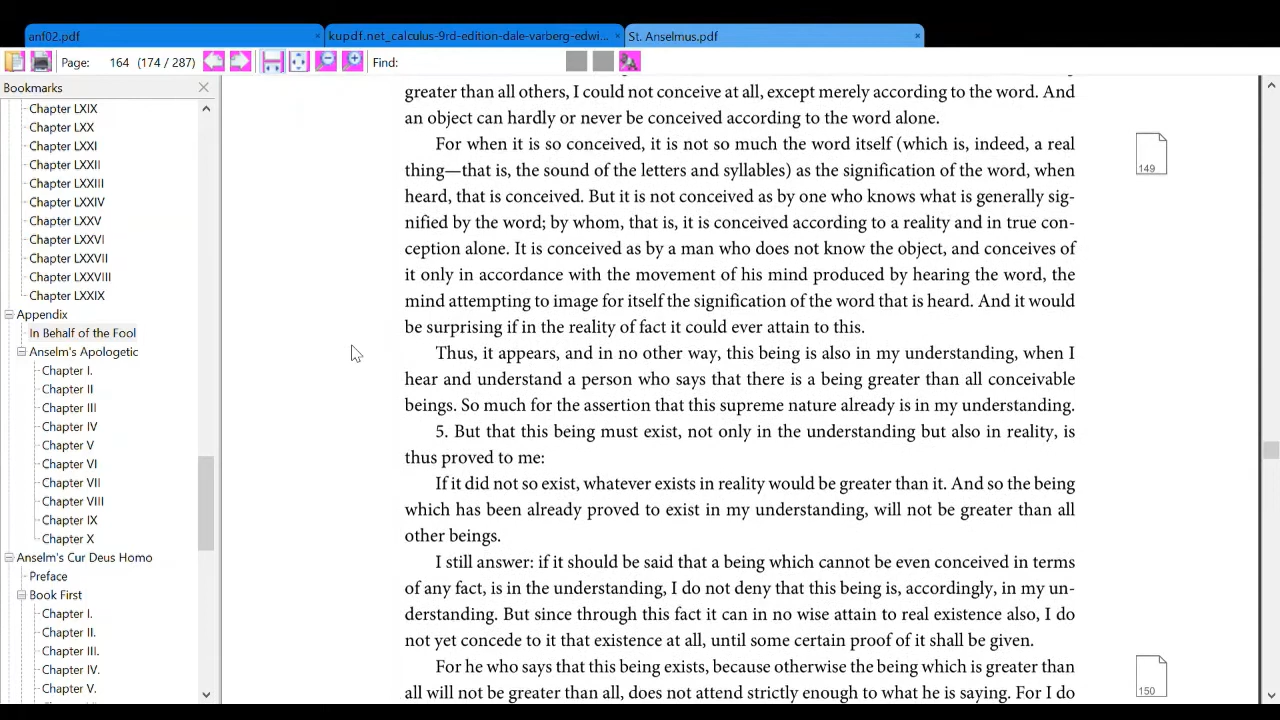 anf02.pdf
kupdf.net_calculus-9rd-edition-dale-varberg-edwi...
St. Anselmus.pdf
Page: 164 (174 / 287) Find:
Bookmarks
Chapter LXIX
Chapter LXX
Chapter LXXI
Chapter LXXII
Chapter LXXIII
Chapter LXXIV
Chapter LXXV
Chapter LXXVI
Chapter LXXVII
Chapter LXXVIII
Chapter LXXIX
Appendix
In Behalf of the Fool
Anselm's Apologetic
Chapter I.
Chapter II
Chapter III
Chapter IV
Chapter V
Chapter VI
Chapter VII
Chapter VIII
Chapter IX
Chapter X
Anselm's Cur Deus Homo
Preface
Book First
Chapter I.
Chapter II.
Chapter III.
Chapter IV.
Chapter V.
greater than all others, I could not conceive at all, except merely according to the word. And
an object can hardly or never be conceived according to the word alone.
For when it is so conceived, it is not so much the word itself (which is, indeed, a real
thing—that is, the sound of the letters and syllables) as the signification of the word, when
heard, that is conceived. But it is not conceived as by one who knows what is generally sig-
nified by the word; by whom, that is, it is conceived according to a reality and in true con-
ception alone. It is conceived as by a man who does not know the object, and conceives of
it only in accordance with the movement of his mind produced by hearing the word, the
mind attempting to image for itself the signification of the word that is heard. And it would
be surprising if in the reality of fact it could ever attain to this.
Thus, it appears, and in no other way, this being is also in my understanding, when I
hear and understand a person who says that there is a being greater than all conceivable
beings. So much for the assertion that this supreme nature already is in my understanding.
5. But that this being must exist, not only in the understanding but also in reality, is
thus proved to me:
If it did not so exist, whatever exists in reality would be greater than it. And so the being
which has been already proved to exist in my understanding, will not be greater than all
other beings.
I still answer: if it should be said that a being which cannot be even conceived in terms
of any fact, is in the understanding, I do not deny that this being is, accordingly, in my un-
derstanding. But since through this fact it can in no wise attain to real existence also, I do
not yet concede to it that existence at all, until some certain proof of it shall be given.
For he who says that this being exists, because otherwise the being which is greater than
all will not be greater than all, does not attend strictly enough to what he is saying. For I do
149
150